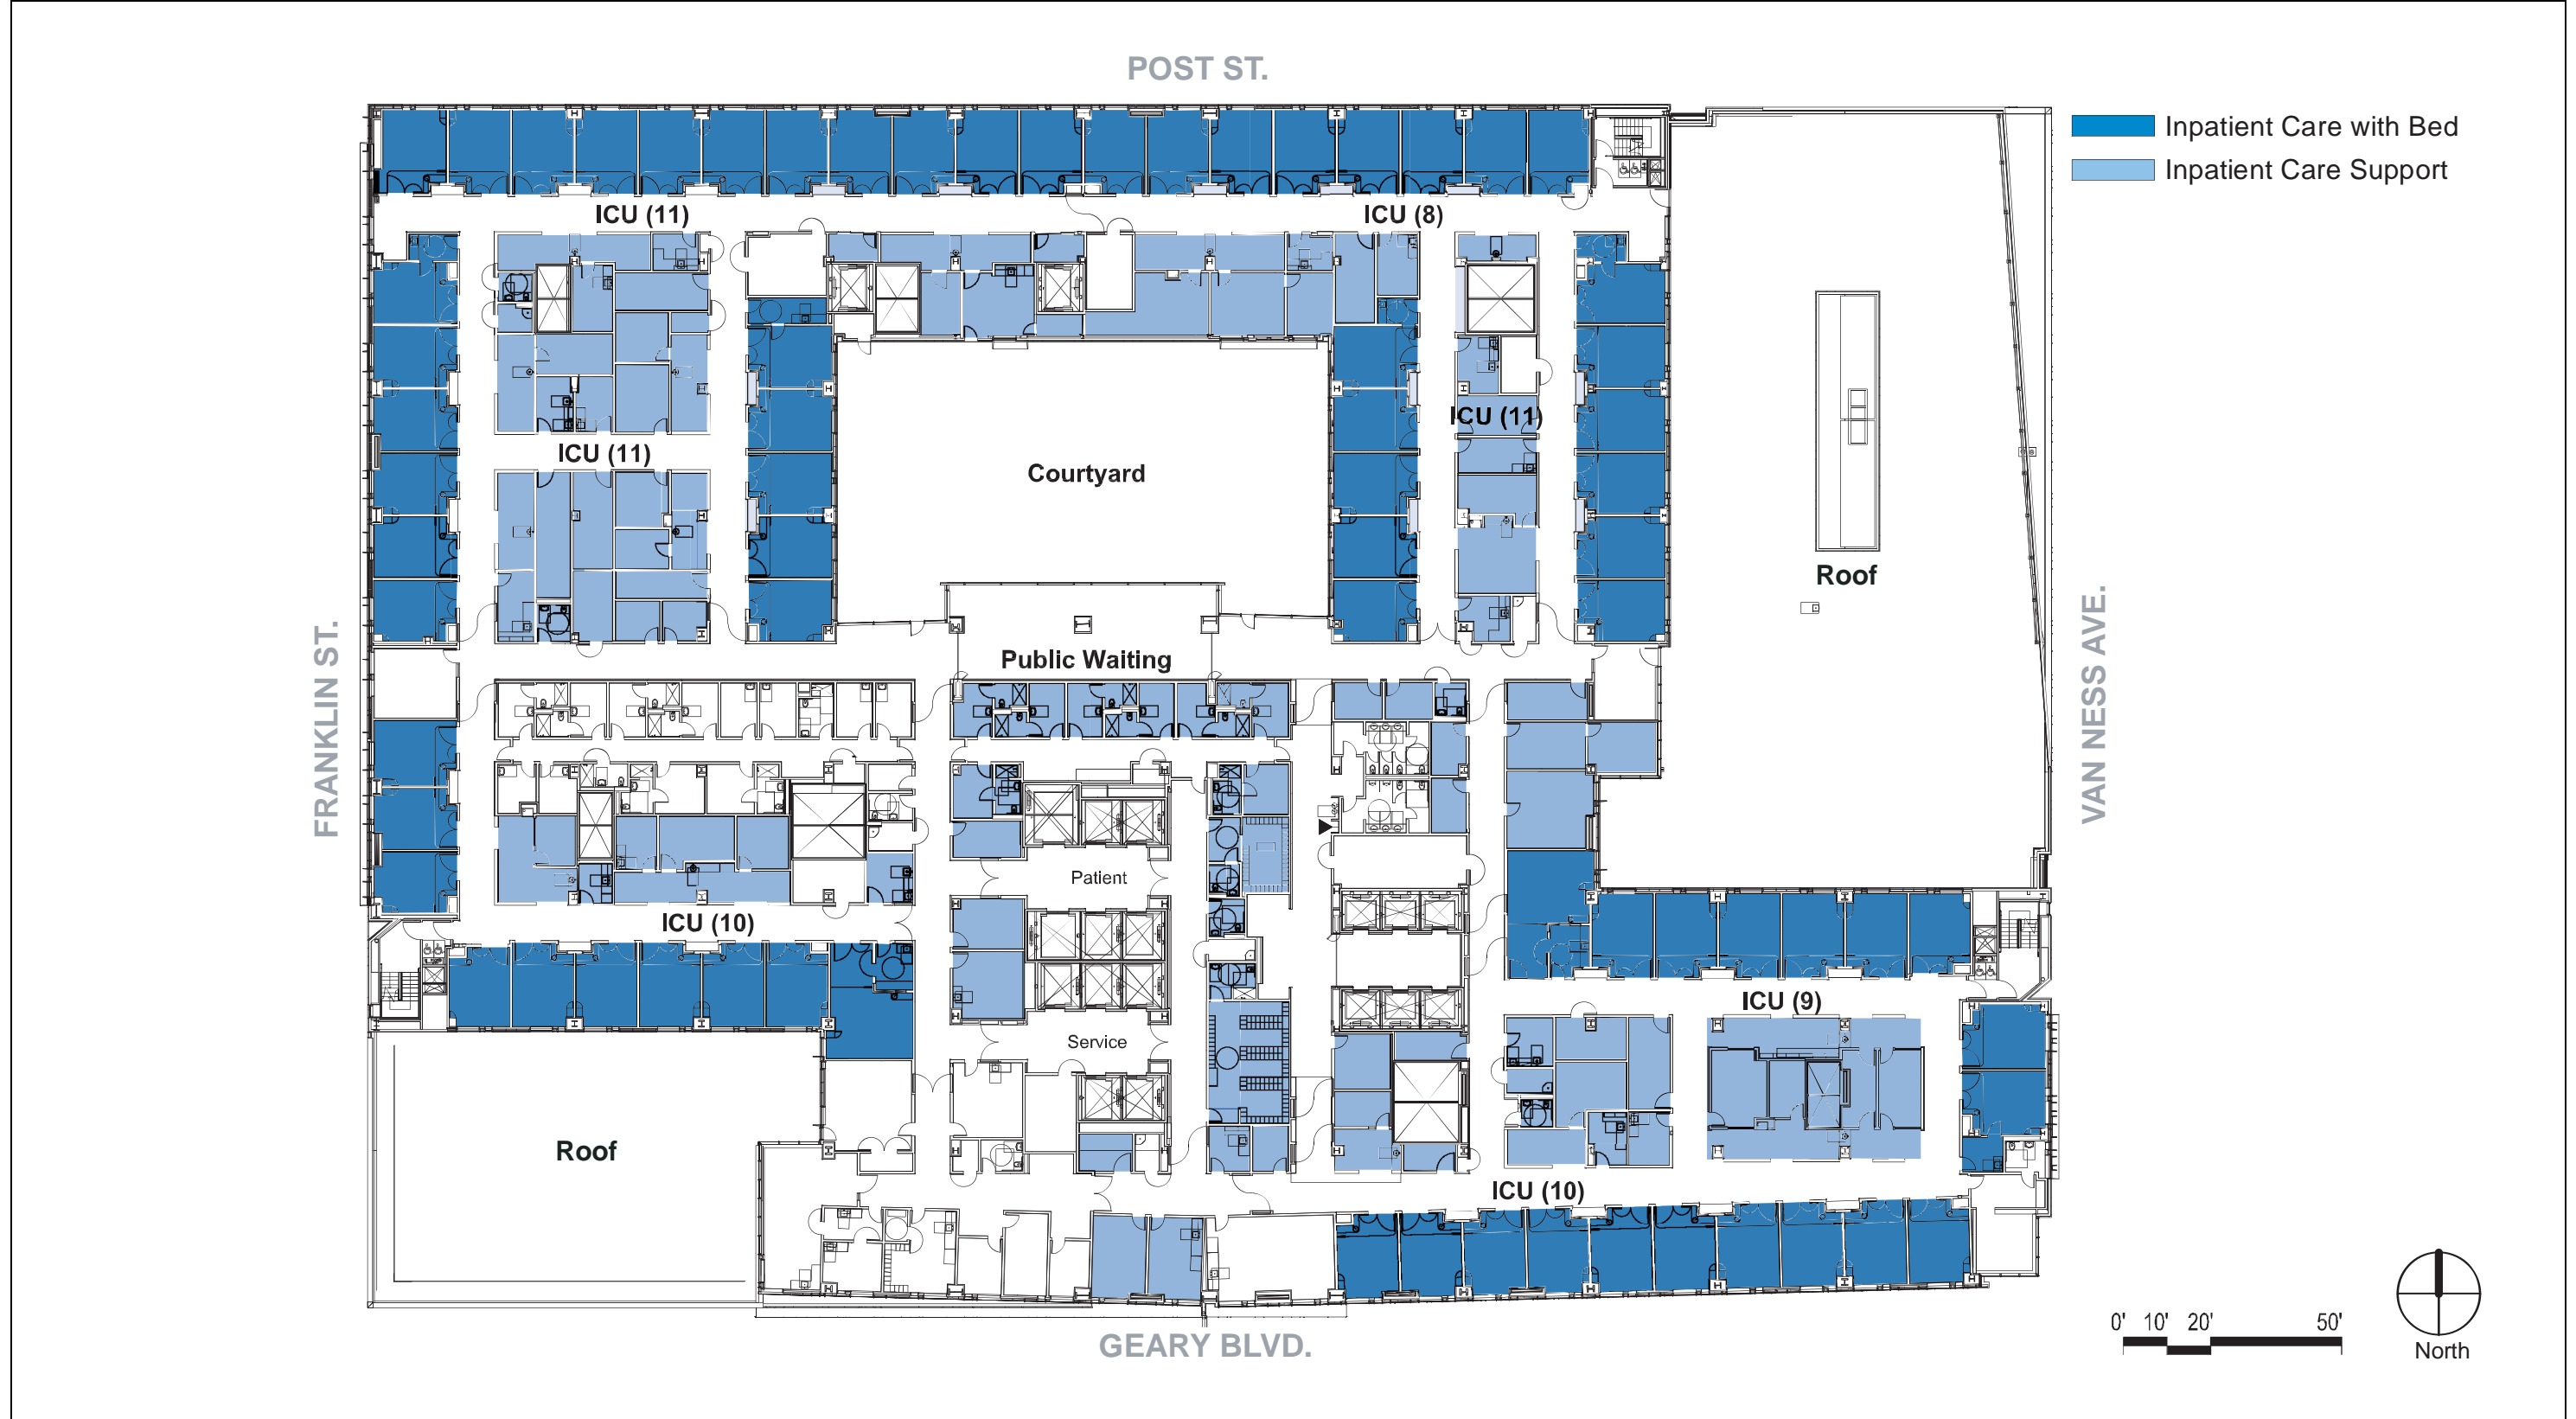 POST ST.
Inpatient Care with Bed
Inpatient Care Support
ICU (11)
ICU (8)
ICU (11)
ICU (11)
Courtyard
Roof
Public Waiting
FRANKLIN ST.
VAN NESS AVE.
Patient
ICU (10)
ICU (9)
Service
Roof
ICU (10)
GEARY BLVD.
0' 10' 20' 50'
North